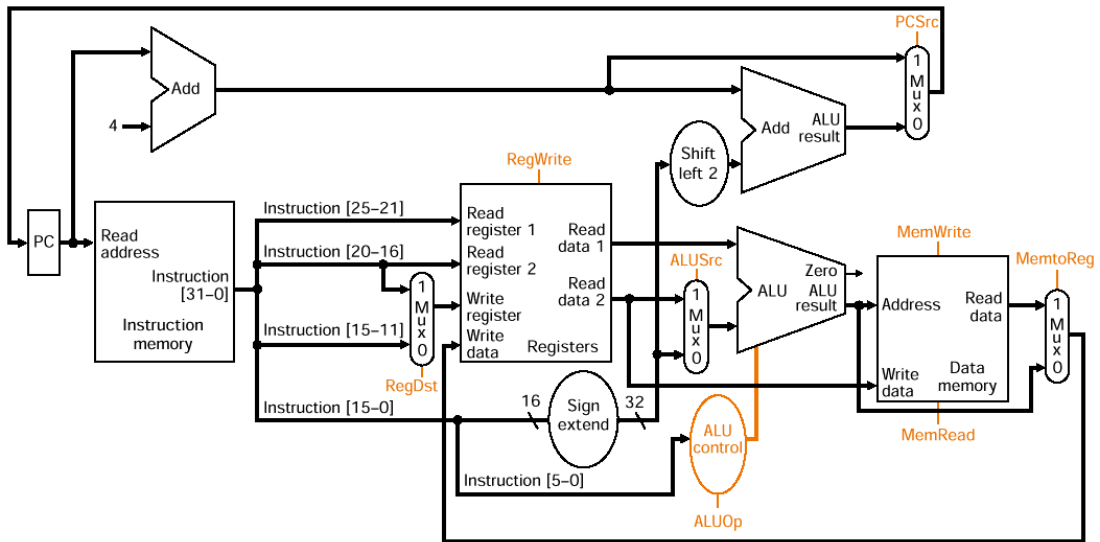 PCSrc
1
Mux
0
Add
4
Add
ALU
result
Shift
left 2
RegWrite
Instruction [25–21]
Read
register 1
Read
data 1
PC
Read
address
Instruction
[31–0]
Instruction
memory
Instruction [20–16]
Read
register 2
Read
data 2
1
Mux
0
RegDst
Write
register
Instruction [15–11]
Write
data
Registers
ALUSrc
1
Mux
0
Zero
ALU
ALU
result
MemWrite
Address
Read
data
Write
data
Data
memory
MemRead
MemtoReg
1
Mux
0
Instruction [15–0]
16
Sign
extend
32
ALU
control
Instruction [5–0]
ALUOp